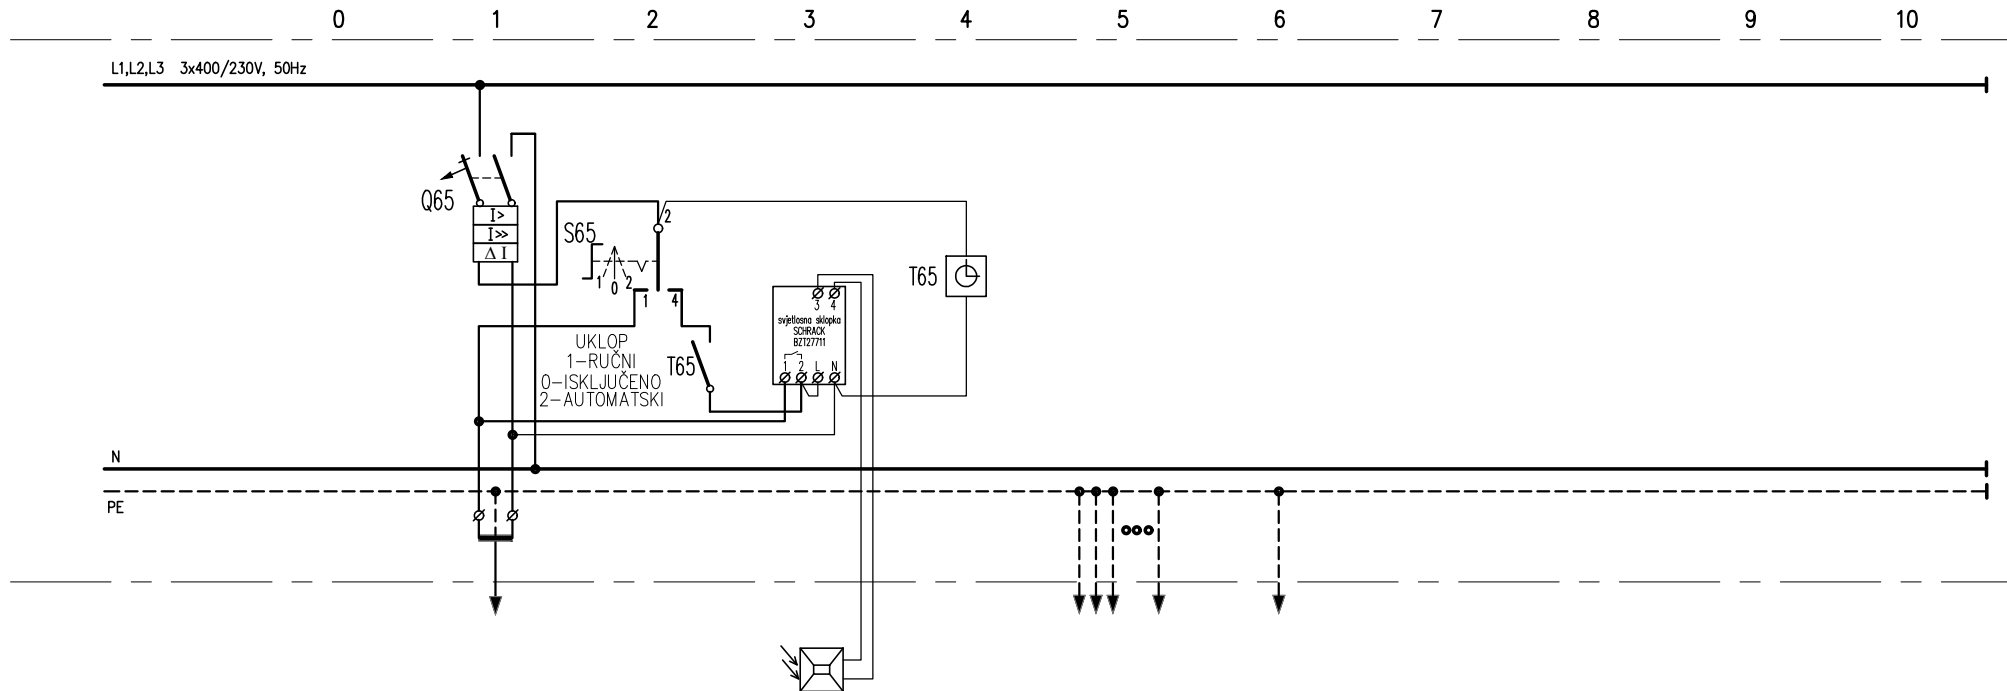 0 1 2 3 4 5 6 7 8 9 10
L1,L2,L3 3x400/230V, 50Hz
Q65
I>
I>>
Δ I
S65
2
1 0 2
1 4
UKLOP
1-RUČNI
0-ISKLJUČENO
2-AUTOMATSKI
T65
3 4
svjetlosna sklopka
SCHRACK
BZT27711
1 2 L N
T65
N
PE